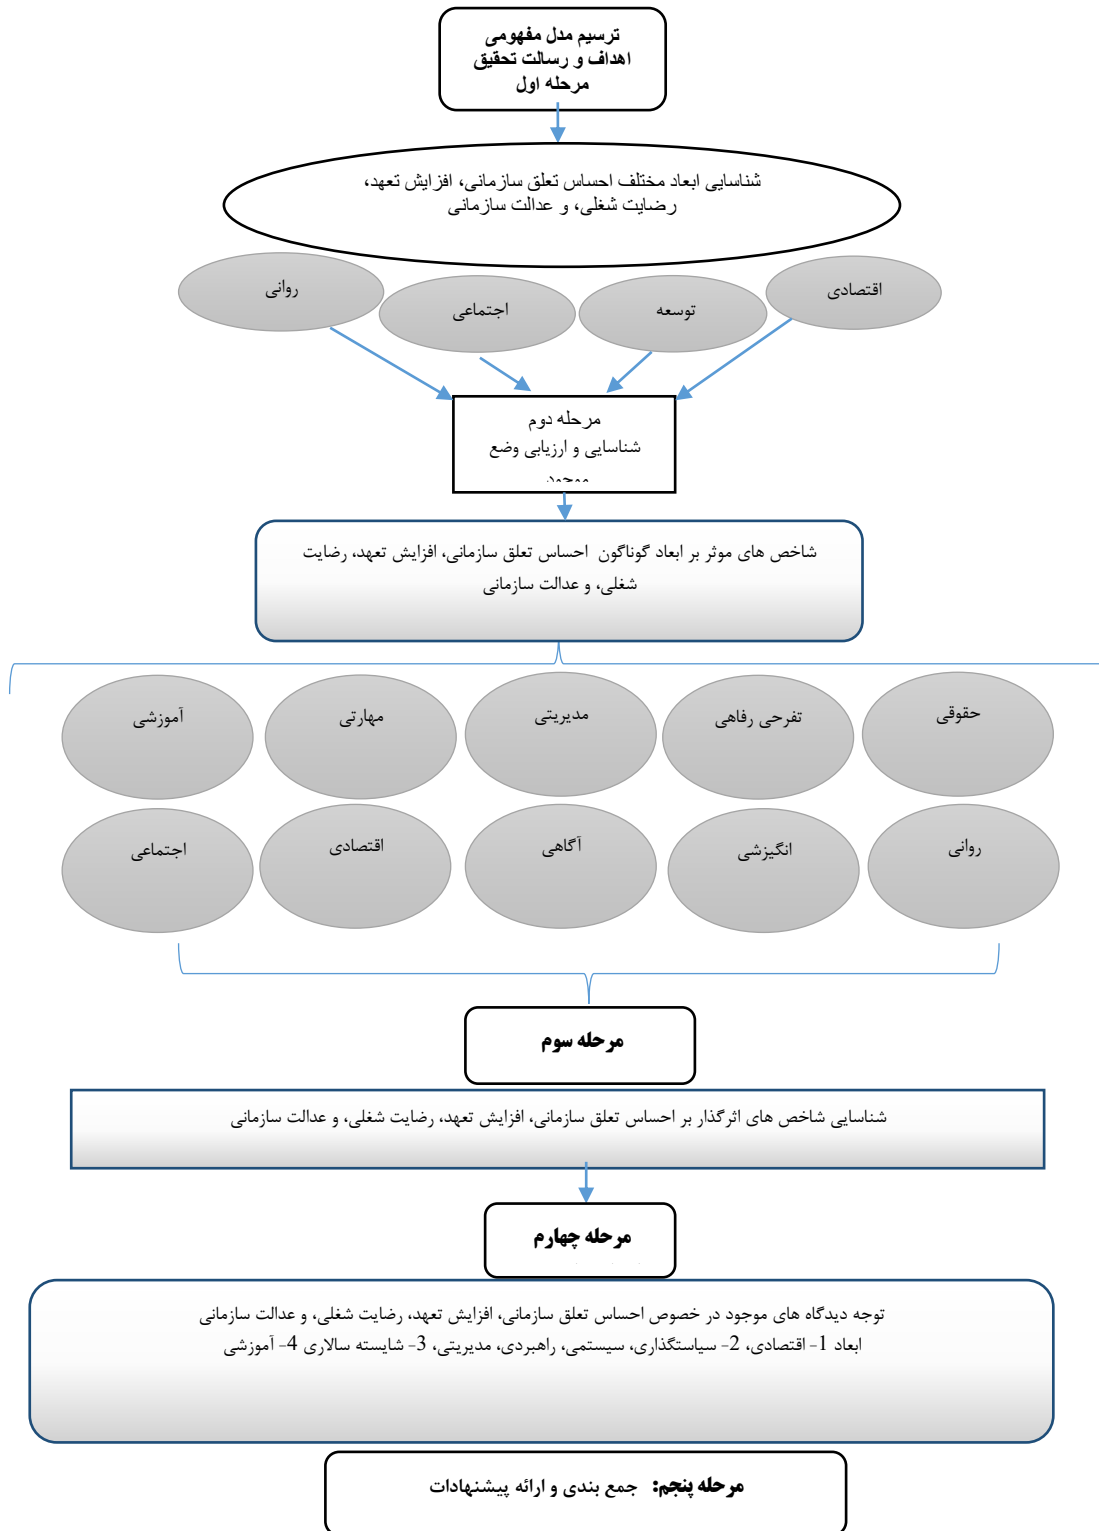 ترسیم مدل مفهومی
اهداف و رسالت تحقیق
مرحله اول
شناسایی ابعاد مختلف احساس تعلق سازمانی، افزایش تعهد،
رضایت شغلی، و عدالت سازمانی
اقتصادی
توسعه
اجتماعی
روانی
مرحله دوم
شناسایی و ارزیابی وضع
موجود
شاخص های موثر بر ابعاد گوناگون احساس تعلق سازمانی، افزایش تعهد، رضایت
شغلی، و عدالت سازمانی
حقوقی
تفرحی رفاهی
مدیریتی
مهارتی
آموزشی
روانی
انگیزشی
آگاهی
اقتصادی
اجتماعی
مرحله سوم
شناسایی شاخص های اثرگذار بر احساس تعلق سازمانی، افزایش تعهد، رضایت شغلی، و عدالت سازمانی
مرحله چهارم
توجه دیدگاه های موجود در خصوص احساس تعلق سازمانی، افزایش تعهد، رضایت شغلی، و عدالت سازمانی
ابعاد 1- اقتصادی، 2- سیاستگذاری، سیستمی، راهبردی، مدیریتی، 3- شایسته سالاری 4- آموزشی
مرحله پنجم: جمع بندی و ارائه پیشنهادات